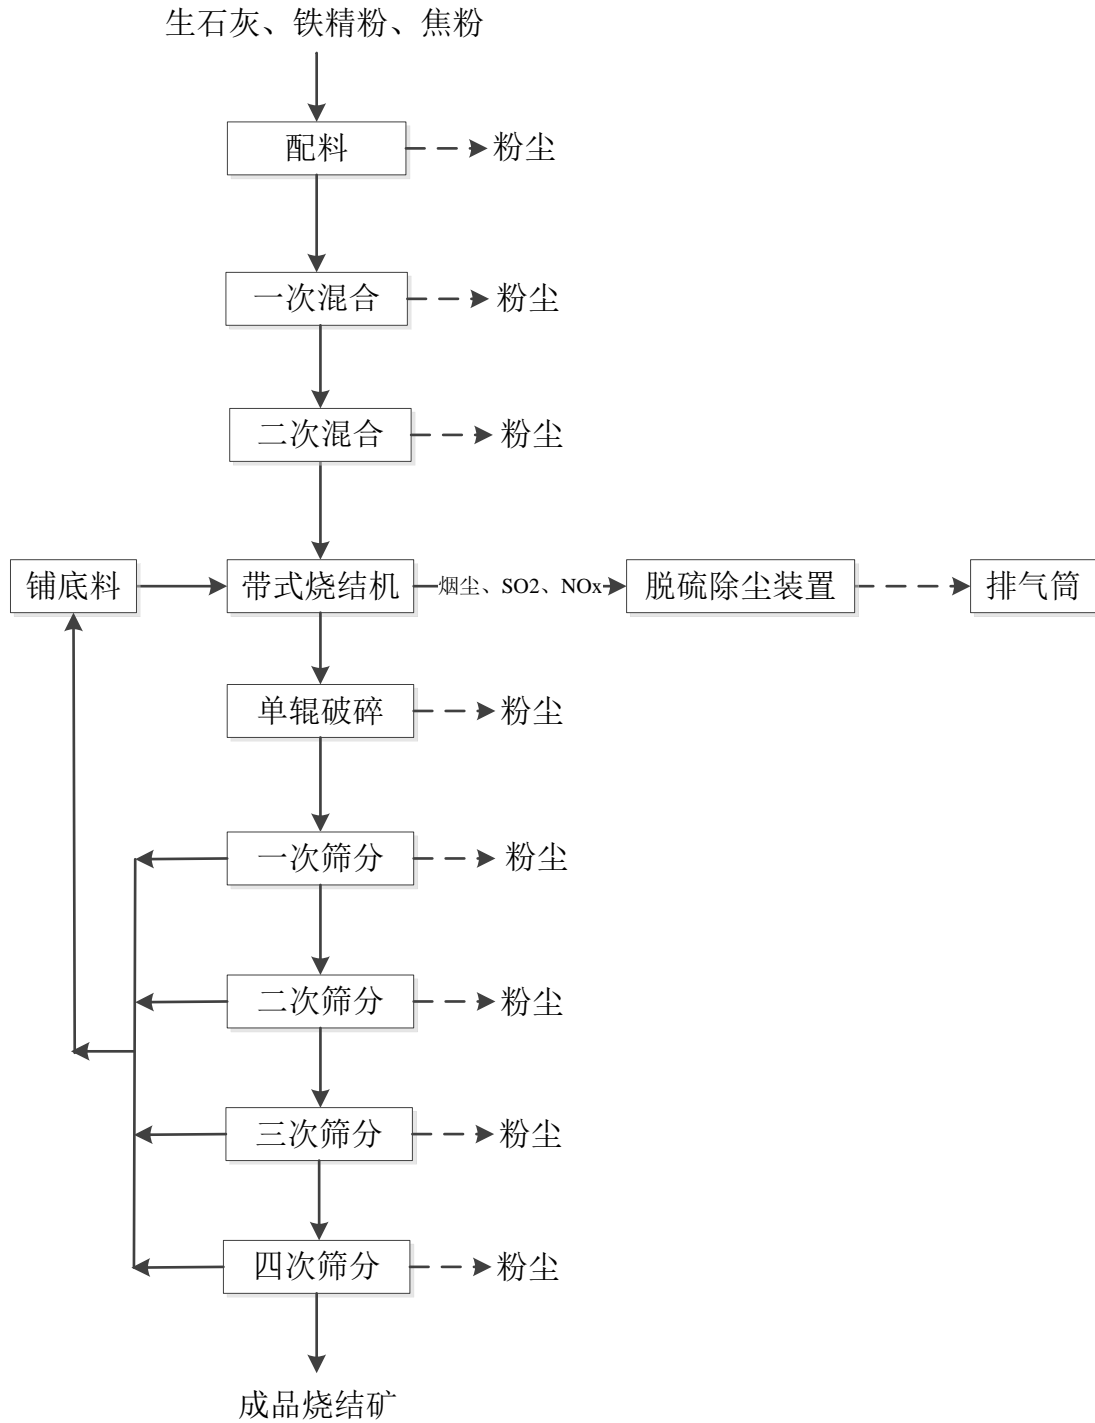 生石灰、铁精粉、焦粉
配料
粉尘
一次混合
粉尘
二次混合
粉尘
铺底料
带式烧结机
烟尘、SO2、NOx
脱硫除尘装置
排气筒
单辊破碎
粉尘
一次筛分
粉尘
二次筛分
粉尘
三次筛分
粉尘
四次筛分
粉尘
成品烧结矿